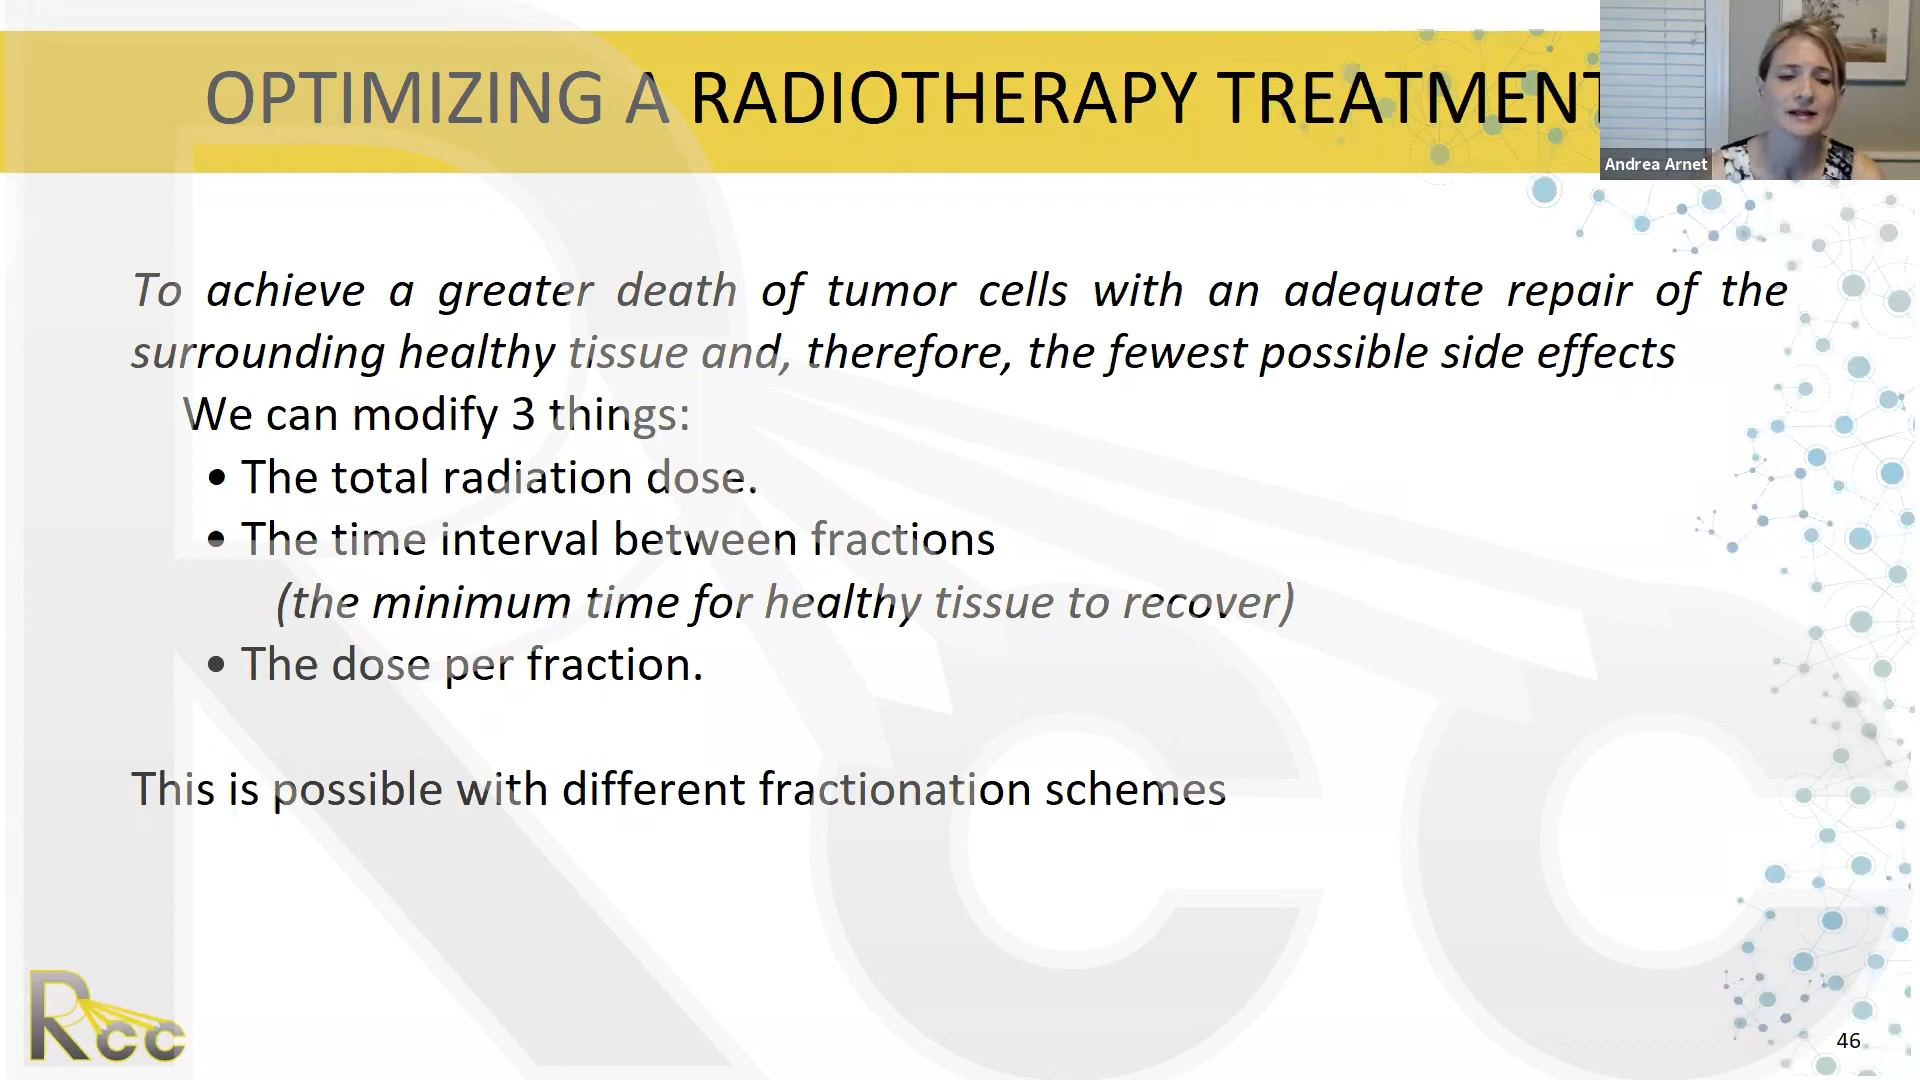 OPTIMIZING A RADIOTHERAPY TREATMENT
Andrea Arnet
To achieve a greater death of tumor cells with an adequate repair of the
surrounding healthy tissue and, therefore, the fewest possible side effects
We can modify 3 things:
• The total radiation dose.
• The time interval between fractions
(the minimum time for healthy tissue to recover)
• The dose per fraction.
This is possible with different fractionation schemes
Rcc
46